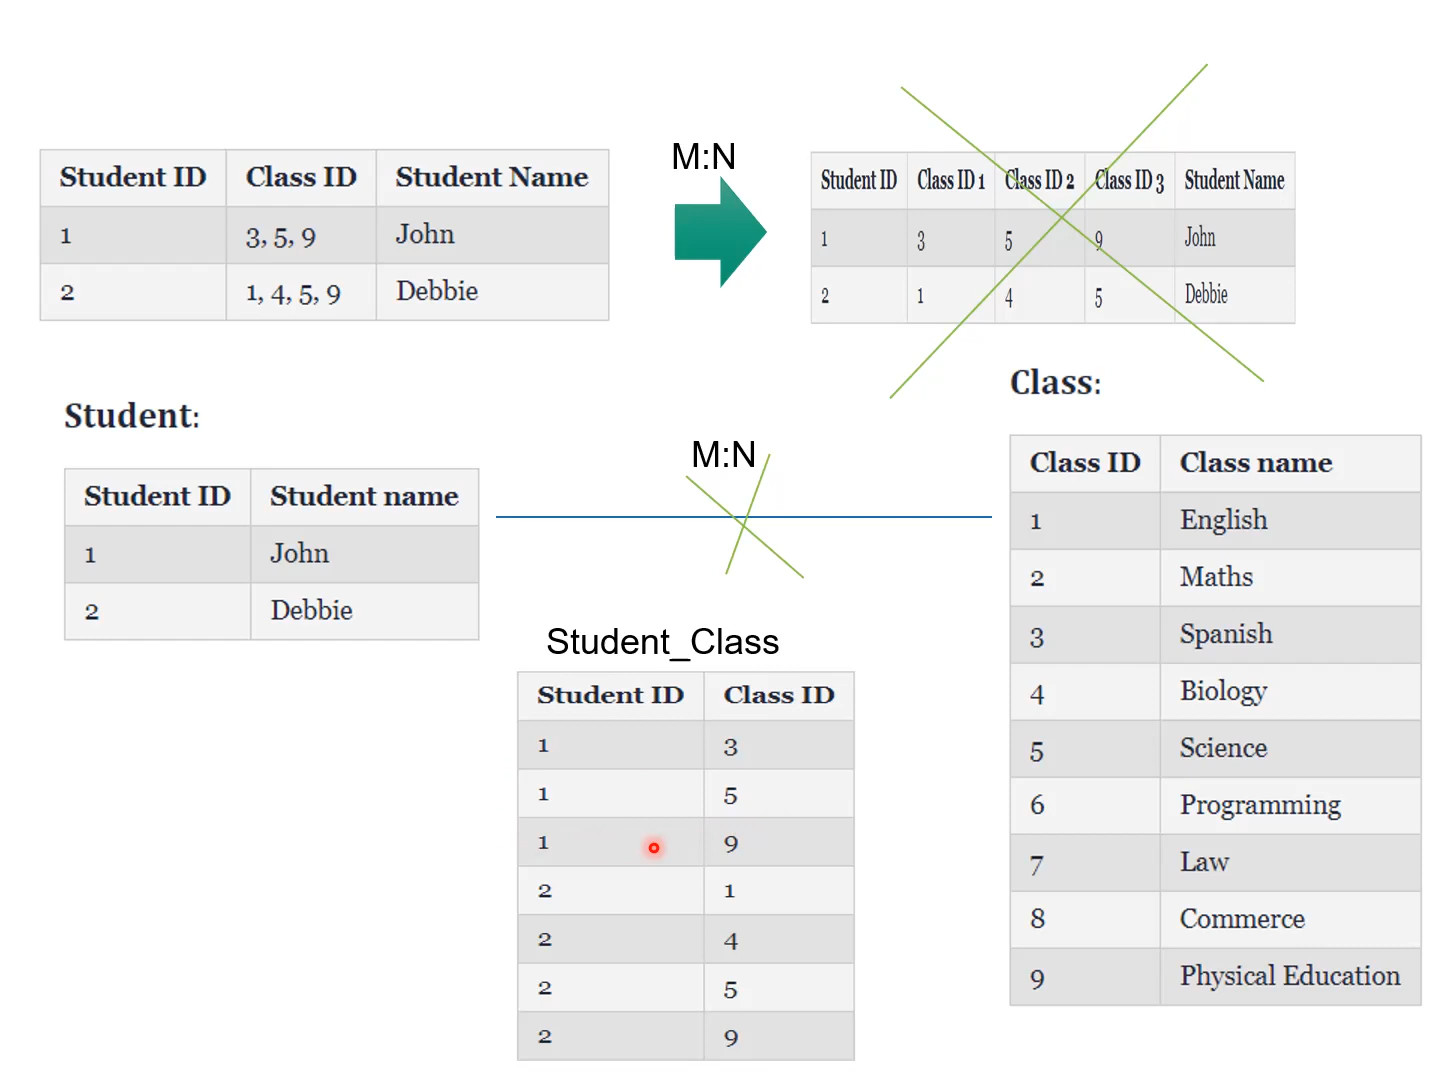 Student ID Class ID Student Name
1 3, 5, 9 John
2 1, 4, 5, 9 Debbie
M:N
Student ID Class ID 1 Class ID 2 Class ID 3 Student Name
1 3 5 9 John
2 1 4 5 Debbie
Student:
Student ID Student name
1 John
2 Debbie
M:N
Class:
Class ID Class name
1 English
2 Maths
3 Spanish
4 Biology
5 Science
6 Programming
7 Law
8 Commerce
9 Physical Education
Student_Class
Student ID Class ID
1 3
1 5
1 9
2 1
2 4
2 5
2 9